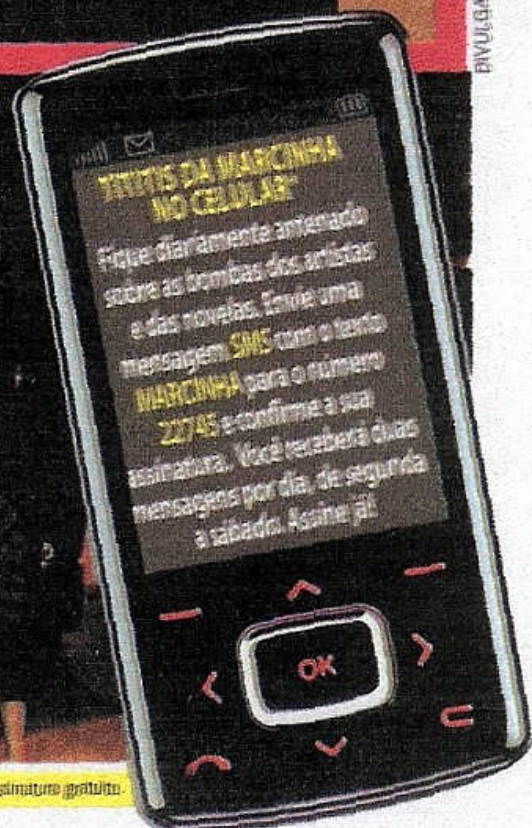 DIVULGA
TITITIS DA MARCINHA
NO CELULAR*
Fique diariamente antenado
sobre as bombas dos artistas
e das novelas. Envie uma
mensagem SMS com o texto
MARCINHA para o número
22745 e confirme a sua
assinatura. Você receberá duas
mensagens por dia, de segunda
a sábado. Assine já!
OK
gratuito.